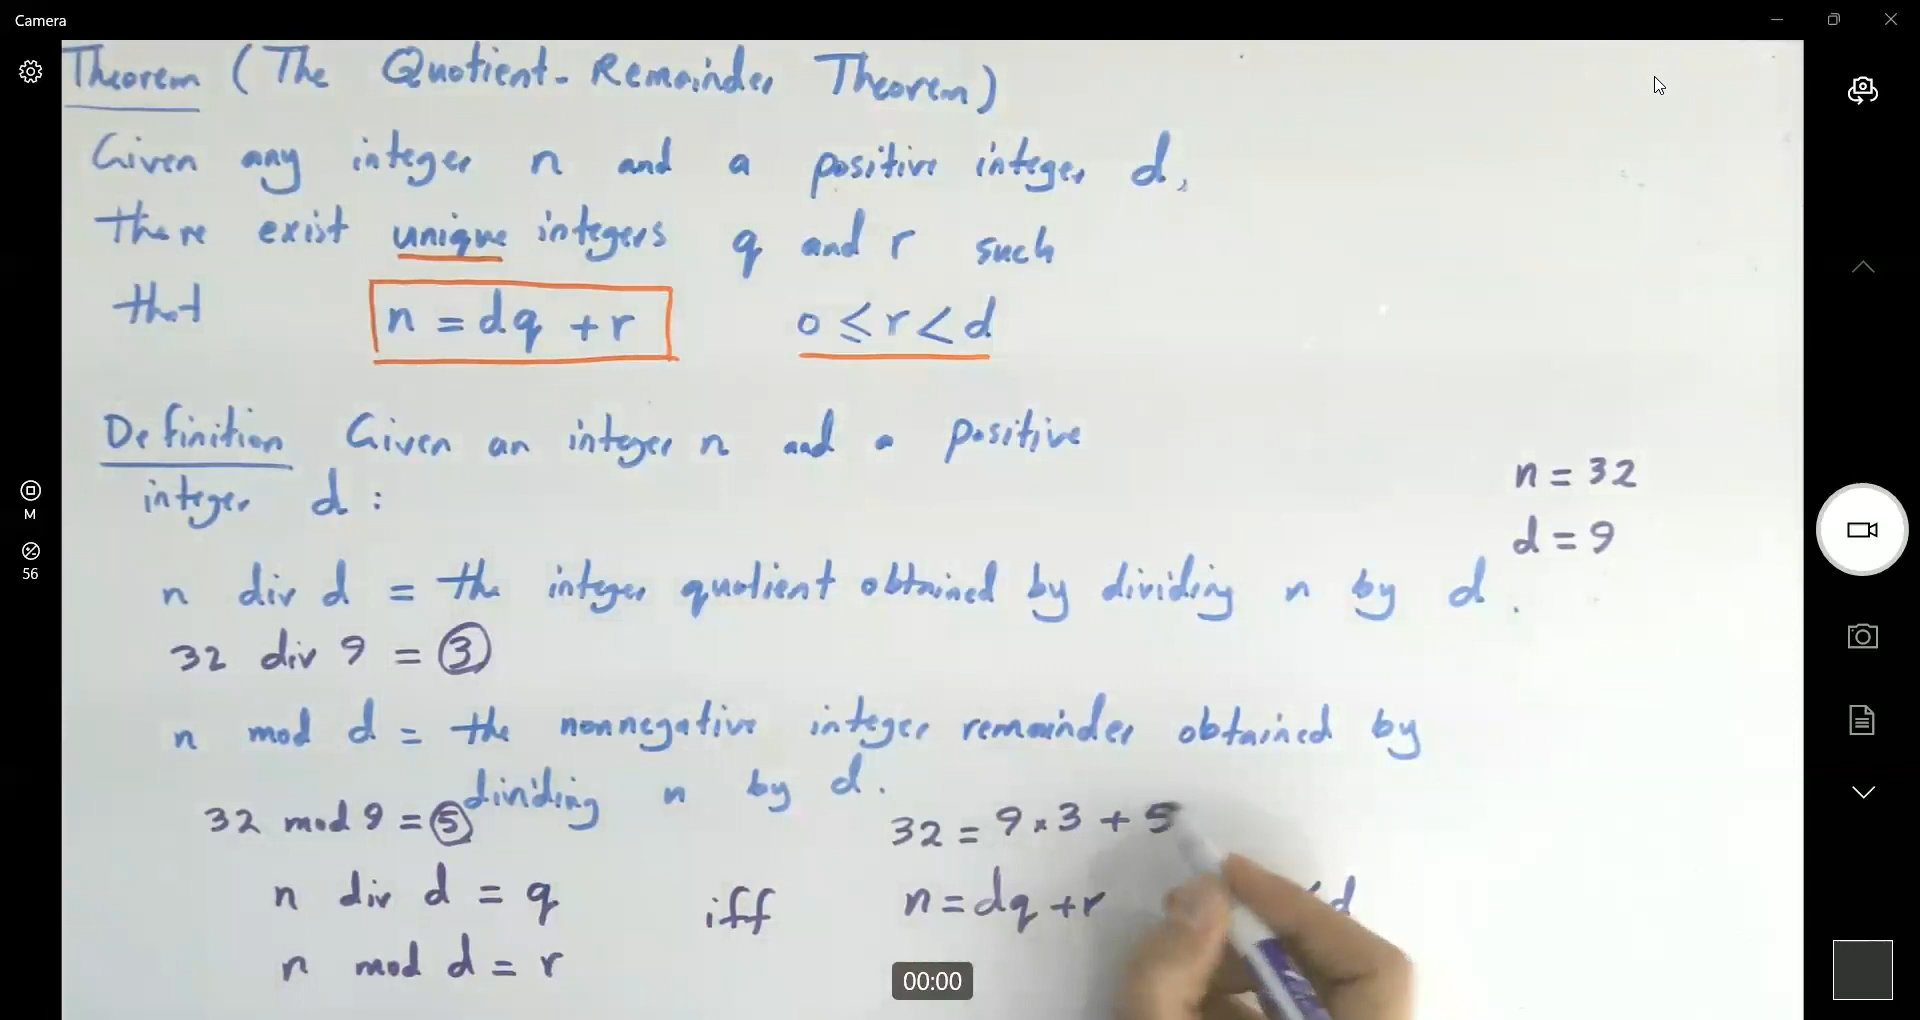 Camera
Theorem (The Quotient-Remainder Theorem)
Given any integer n and a positive integer d,
there exist unique integers q and r such
that n = dq + r 0 ≤ r < d
Definition Given an integer n and a positive
integer d :
n = 32
d = 9
n div d = the integer quotient obtained by dividing n by d .
32 div 9 = 3
n mod d = the nonnegative integer remainder obtained by
dividing n by d .
32 mod 9 = 5
32 = 9 × 3 + 5
n div d = q iff n = dq + r d
n mod d = r
M
56
00:00